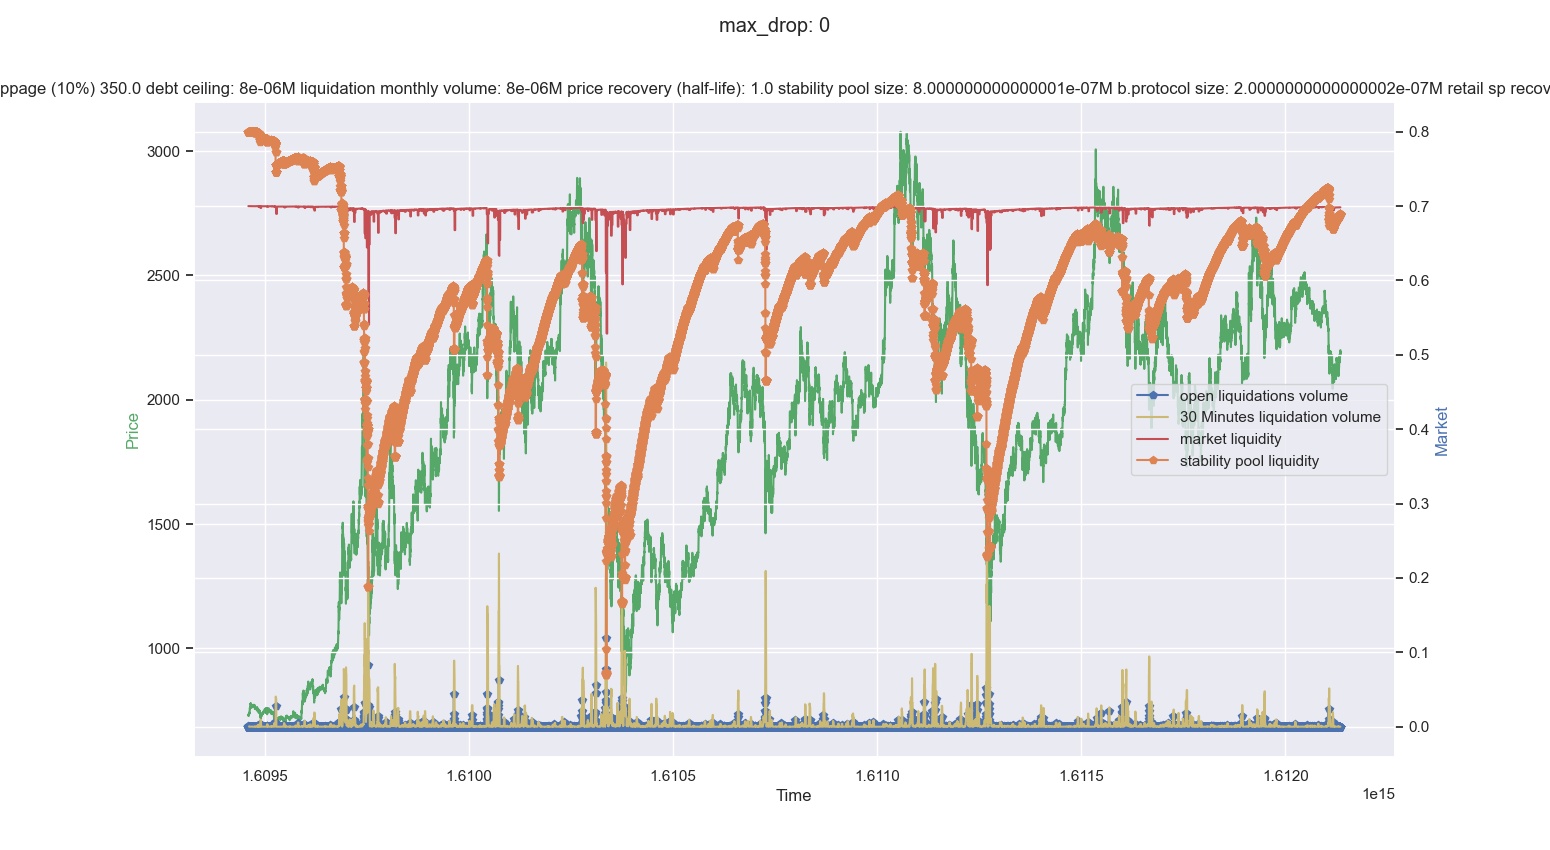 max_drop: 0
ppage (10%) 350.0 debt ceiling: 8e-06M liquidation monthly volume: 8e-06M price recovery (half-life): 1.0 stability pool size: 8.000000000000001e-07M b.protocol size: 2.0000000000000002e-07M retail sp recov
3000
2500
2000
1500
1000
Price
0.8
0.7
0.6
0.5
0.4
0.3
0.2
0.1
0.0
Market
open liquidations volume
30 Minutes liquidation volume
market liquidity
stability pool liquidity
1.6095 1.6100 1.6105 1.6110 1.6115 1.6120
Time
1e15